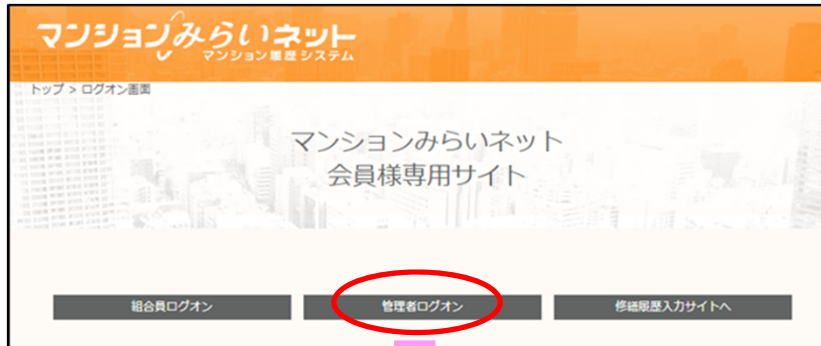 マンションみらいネット
マンション履歴システム
トップ > ログオン画面
マンションみらいネット
会員様専用サイト
組合員ログオン
管理者ログオン
修繕履歴入力サイトへ